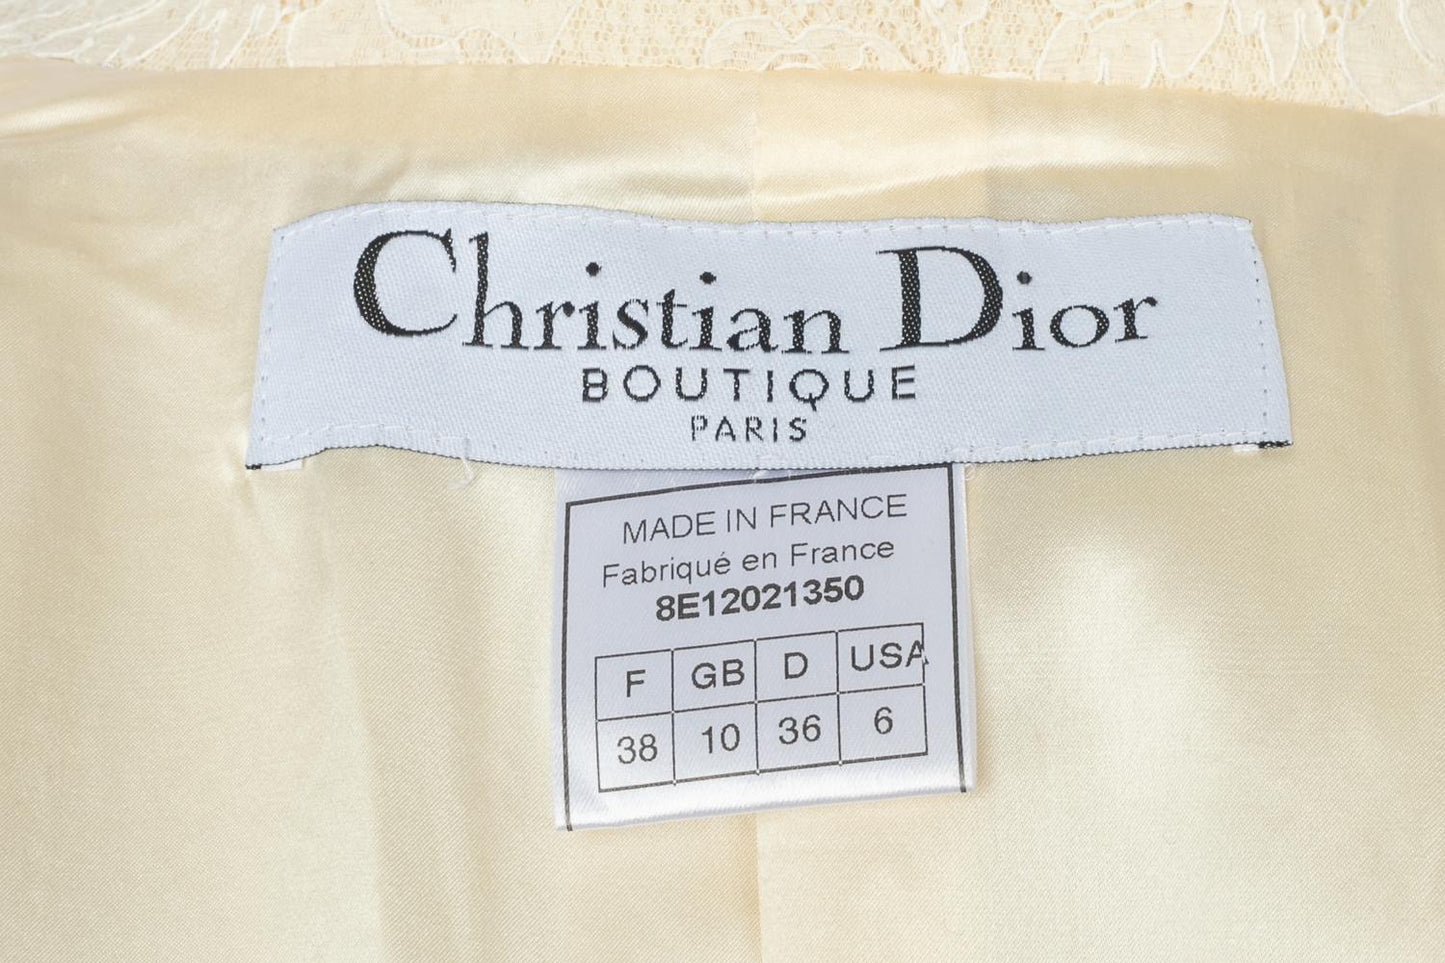 Christian Dior
BOUTIQUE
PARIS
MADE IN FRANCE
Fabriqué en France
8E12021350
F GB D USA
38 10 36 6